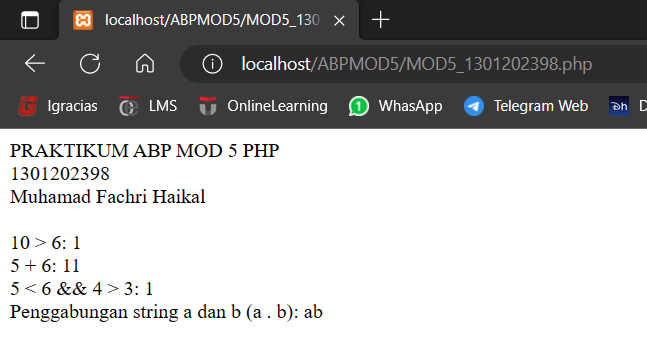 localhost/ABPMOD5/MOD5_130
localhost/ABPMOD5/MOD5_1301202398.php
Igracias LMS OnlineLearning WhasApp Telegram Web Dh D
PRAKTIKUM ABP MOD 5 PHP
1301202398
Muhamad Fachri Haikal
10 > 6: 1
5 + 6: 11
5 < 6 && 4 > 3: 1
Penggabungan string a dan b (a . b): ab